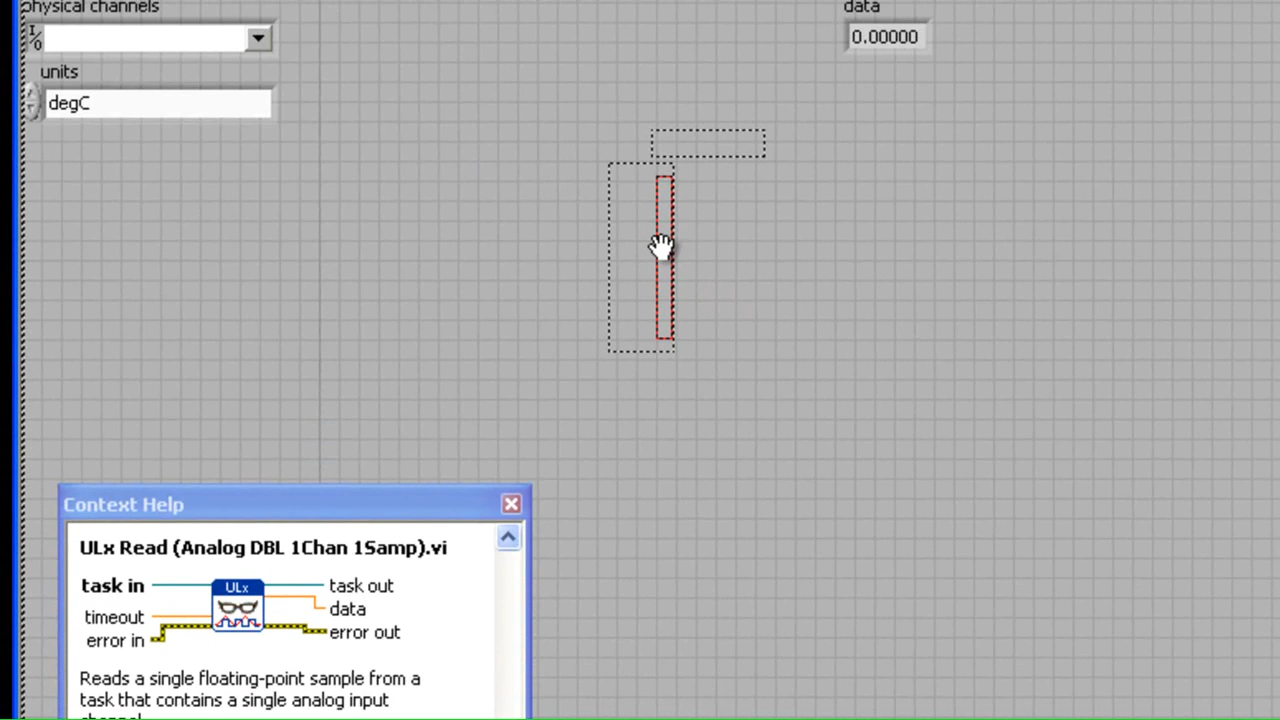 physical channels
data
I/O
0.00000
units
degC
Context Help
ULx Read (Analog DBL 1Chan 1Samp).vi
task in
ULx
task out
data
timeout
error in
error out
Reads a single floating-point sample from a
task that contains a single analog input
channel.